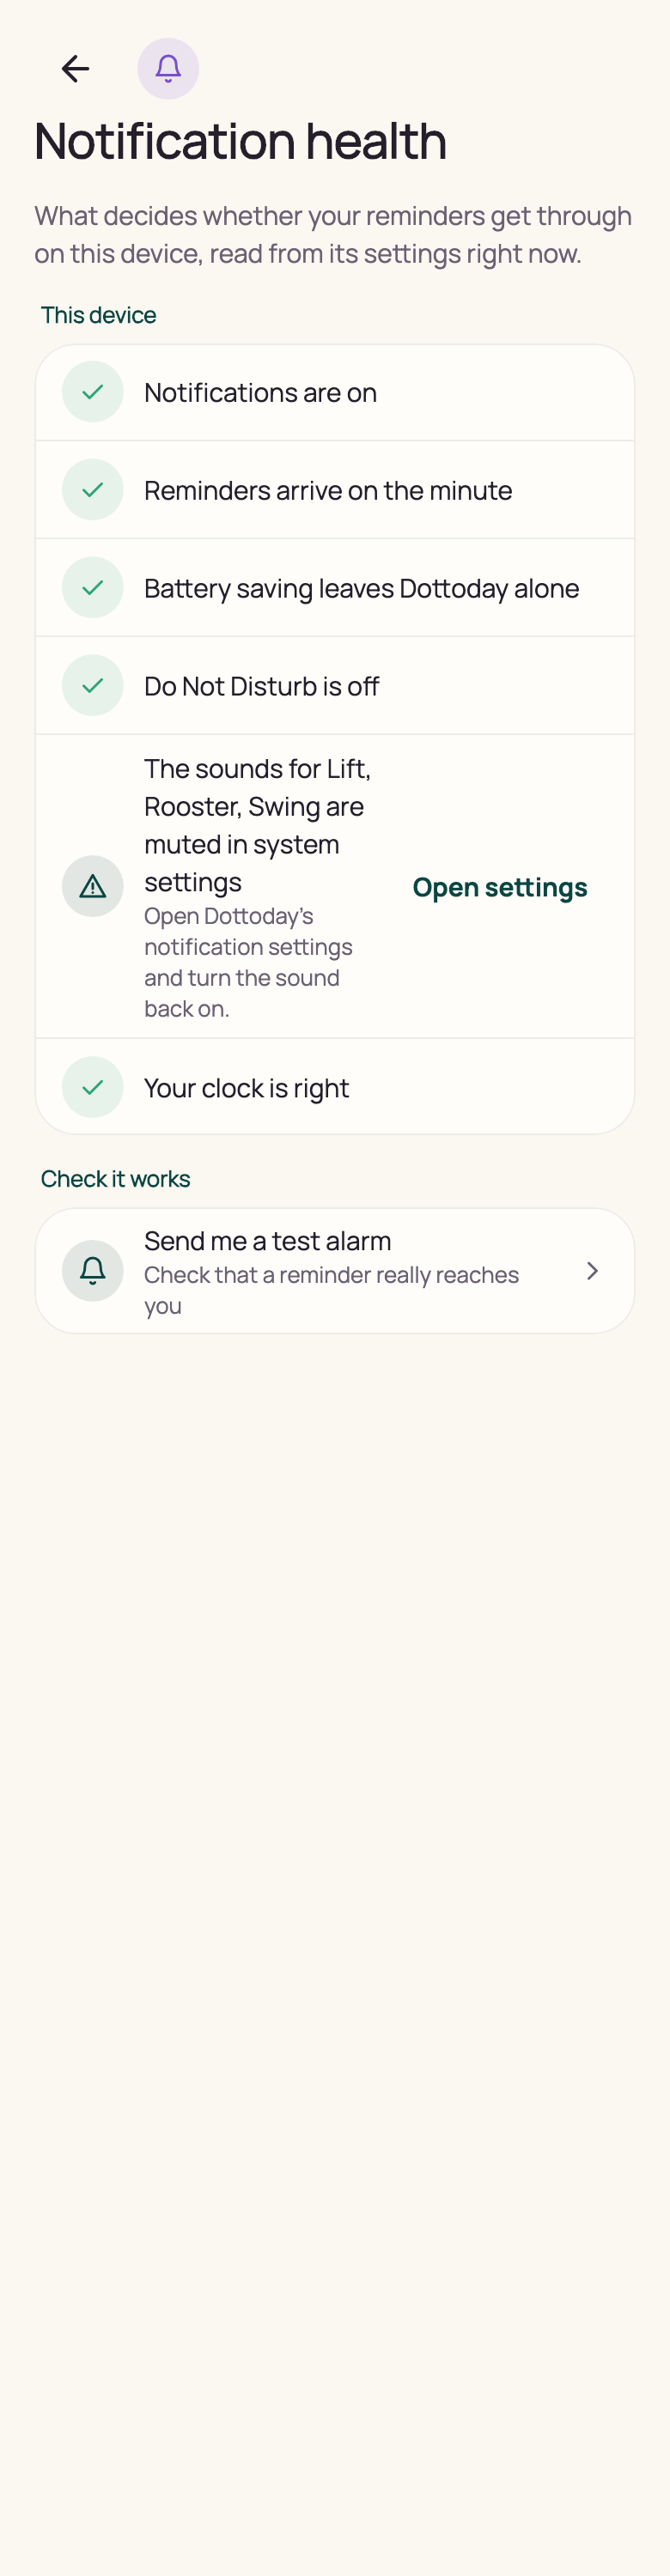 Notification health
What decides whether your reminders get through
on this device, read from its settings right now.
This device
Notifications are on
Reminders arrive on the minute
Battery saving leaves Dottoday alone
Do Not Disturb is off
The sounds for Lift,
Rooster, Swing are
muted in system
settings
Open Dottoday’s
notification settings
and turn the sound
back on.
Open settings
Your clock is right
Check it works
Send me a test alarm
Check that a reminder really reaches
you